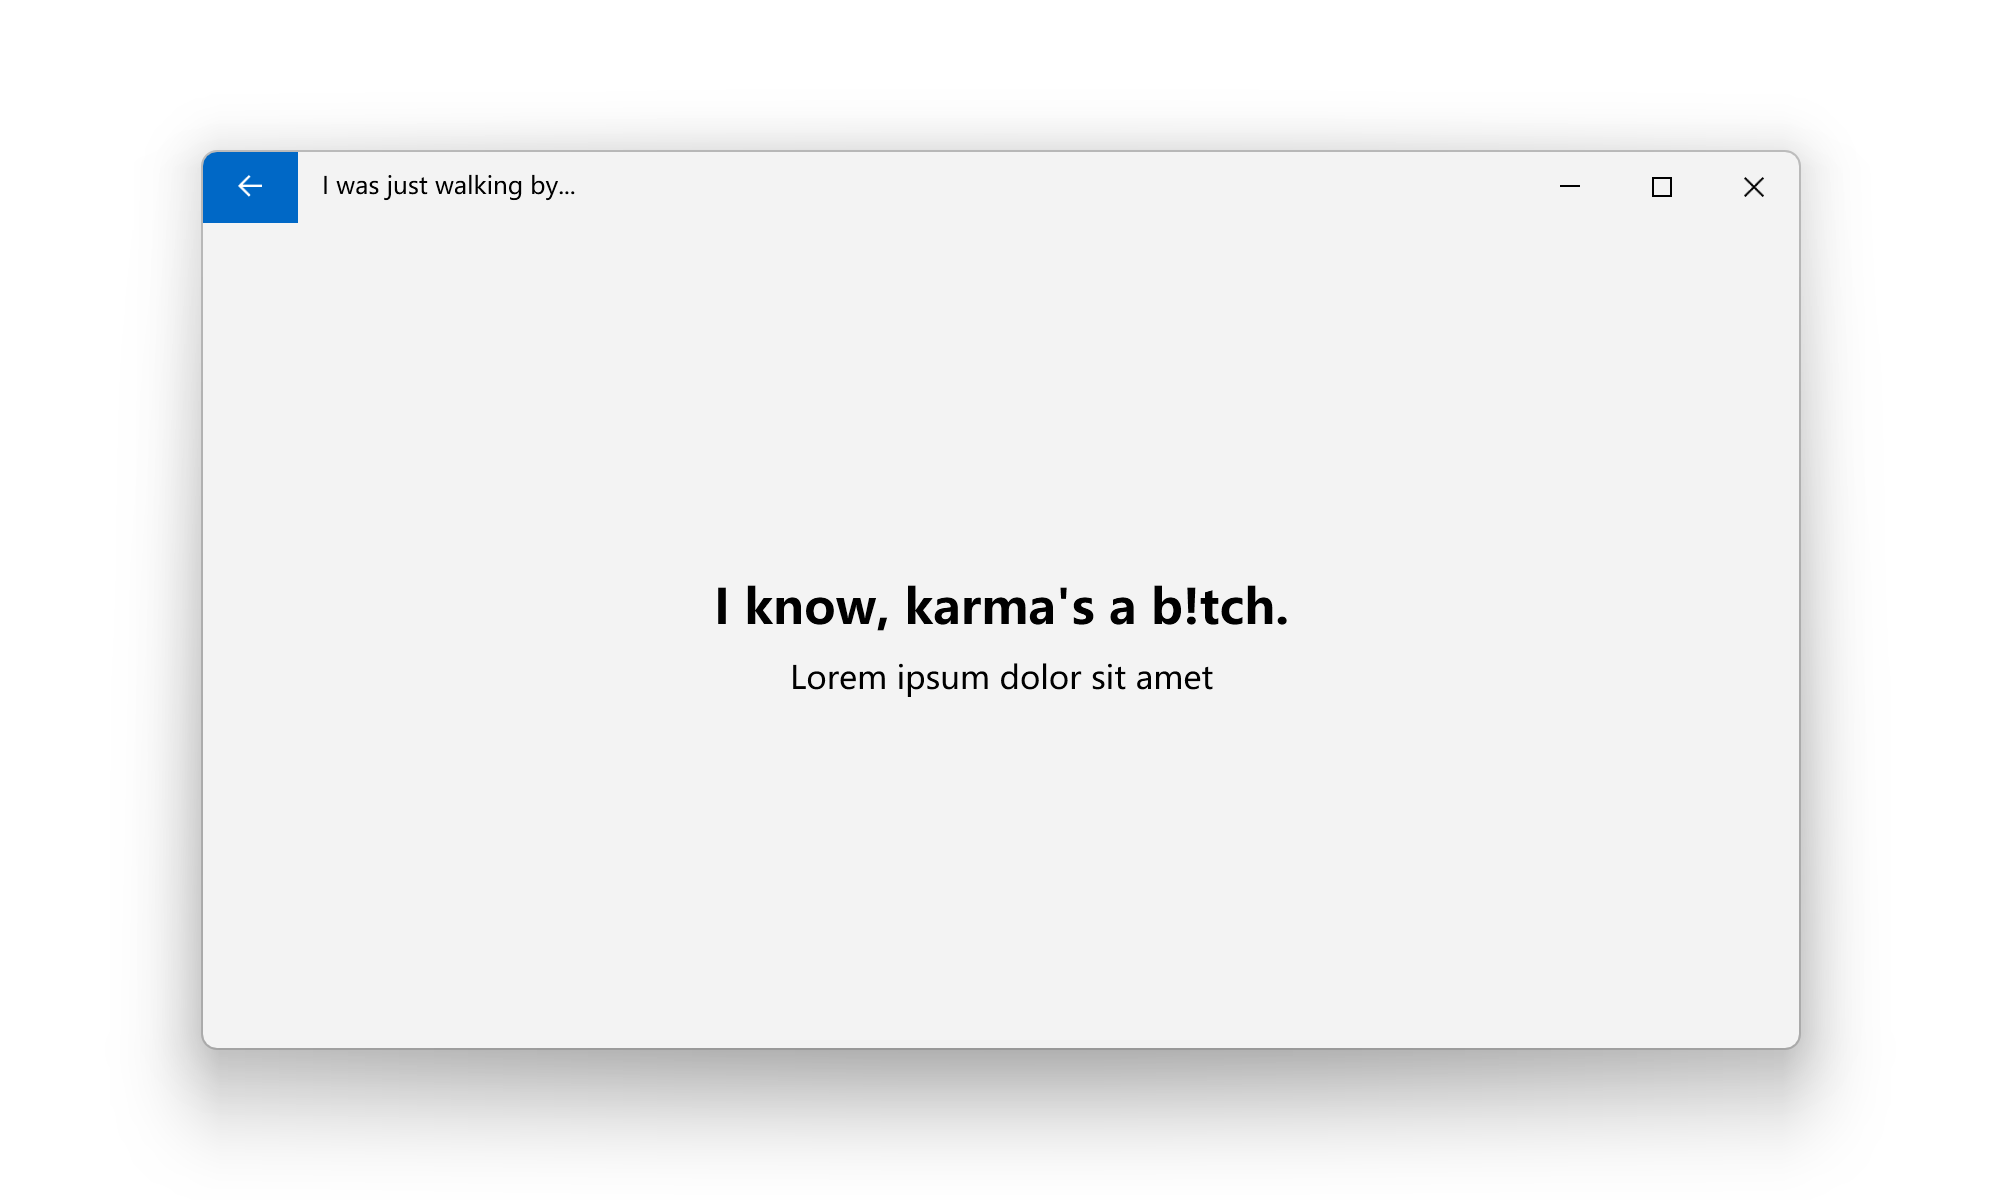 I was just walking by...
I know, karma's a b!tch.
Lorem ipsum dolor sit amet